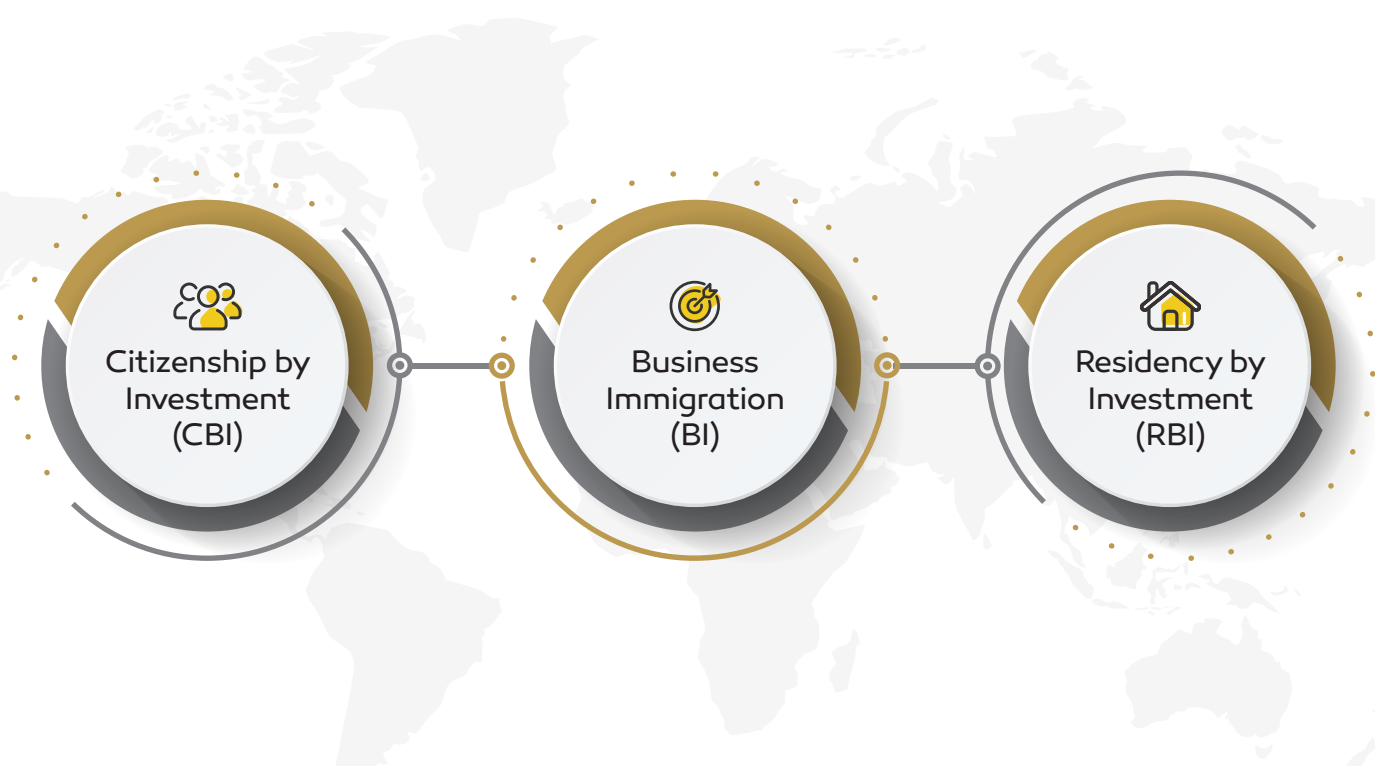 Citizenship by
Investment
(CBI)
Business
Immigration
(BI)
Residency by
Investment
(RBI)